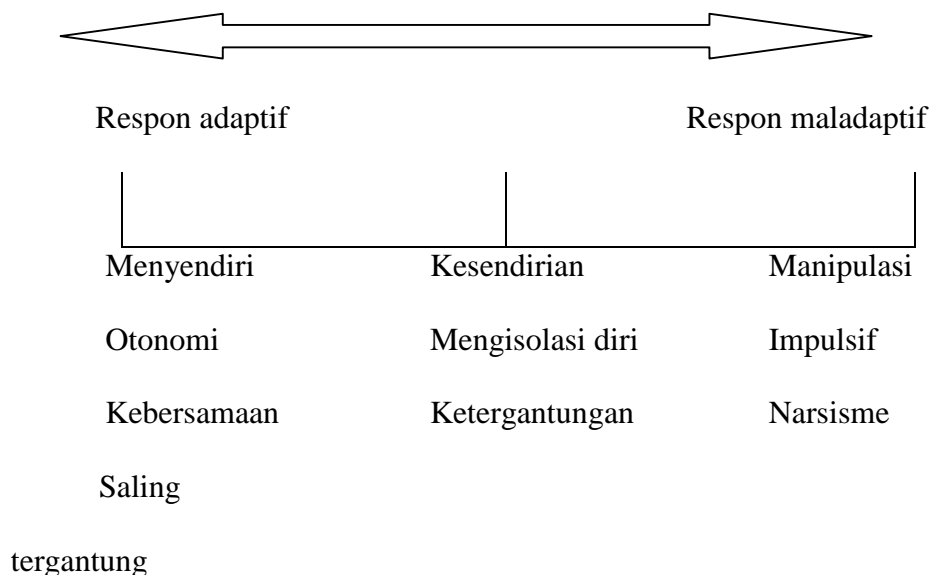 Respon adaptif Respon maladaptif
Menyendiri Kesendirian Manipulasi
Otonomi Mengisolasi diri Impulsif
Kebersamaan Ketergantungan Narsisme
Saling
tergantung